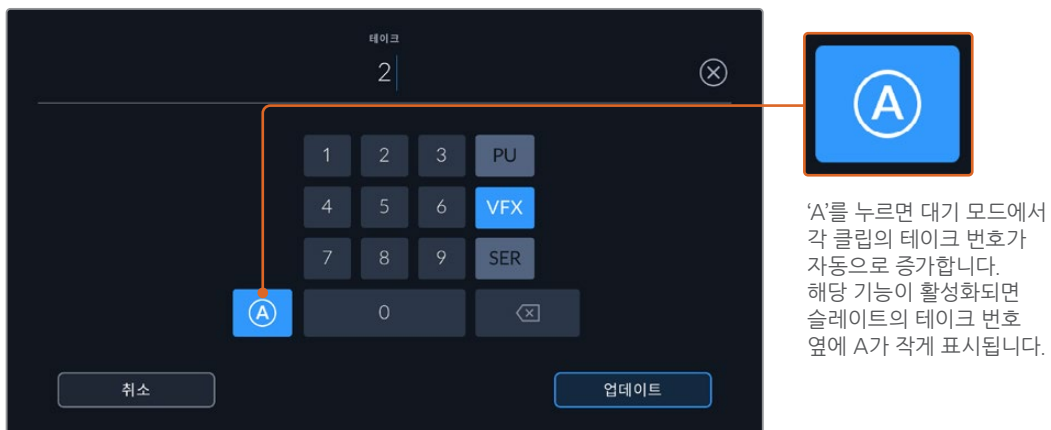 테이크
2
1 2 3 PU
4 5 6 VFX
7 8 9 SER
A 0
취소 업데이트
A
‘A’를 누르면 대기 모드에서
각 클립의 테이크 번호가
자동으로 증가합니다.
해당 기능이 활성화되면
슬레이트의 테이크 번호
옆에 A가 작게 표시됩니다.